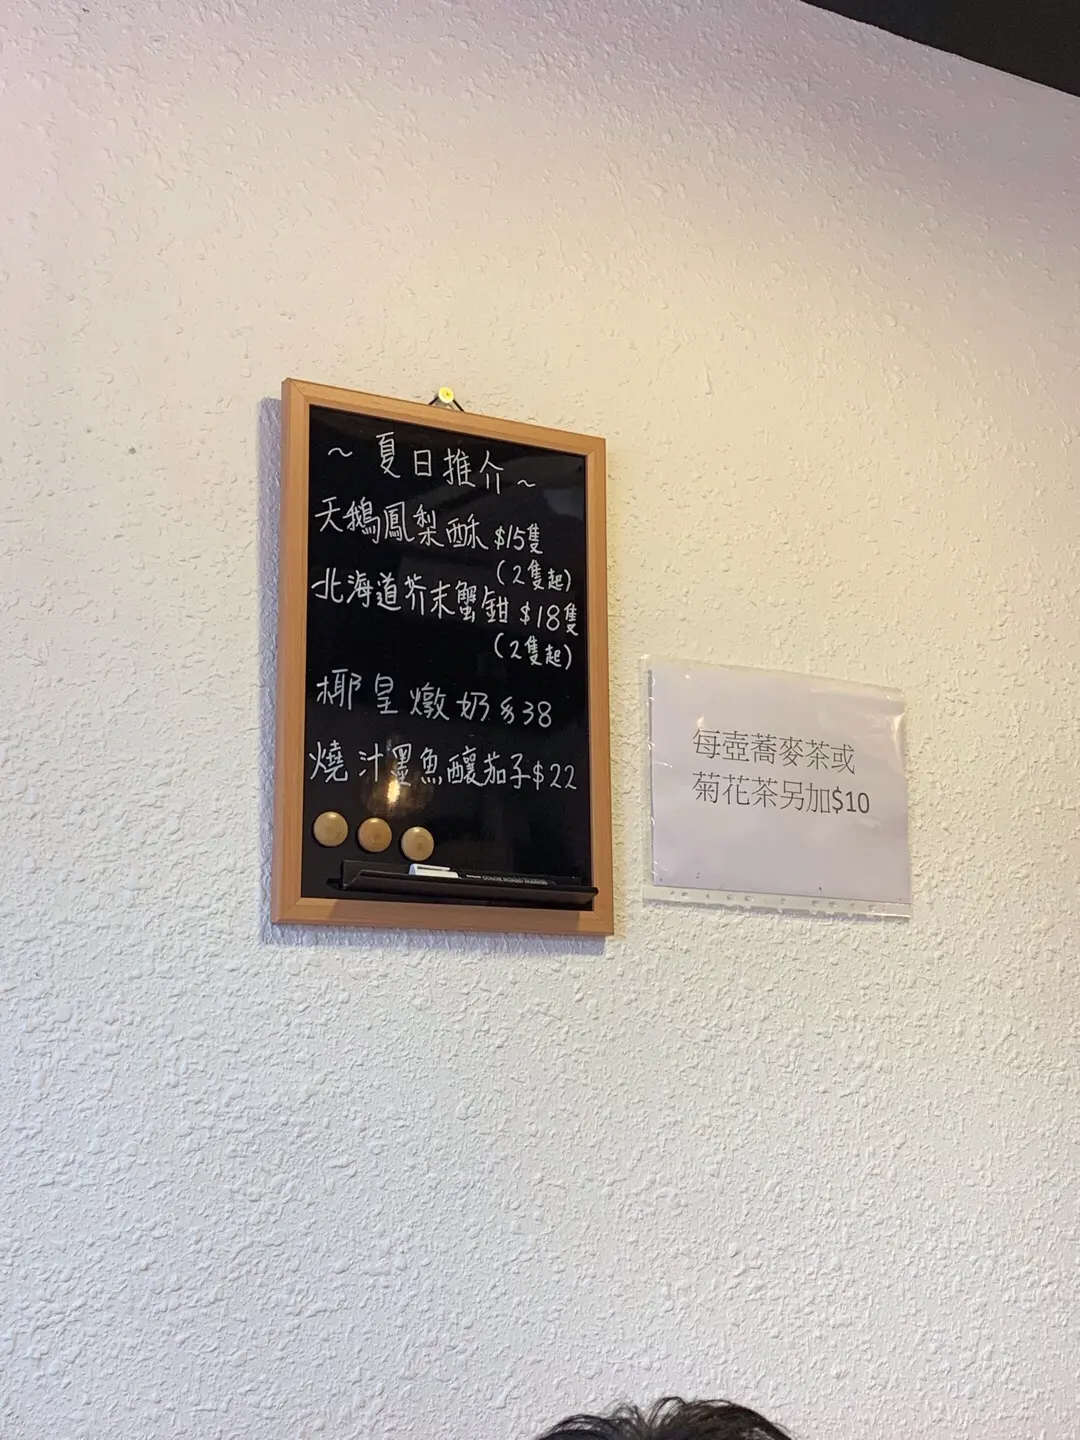 ~ 夏日推介 ~
天鵝鳳梨酥 $15隻
(2隻起)
北海道芥末蟹鉗 $18隻
(2隻起)
椰皇燉奶 $38
燒汁墨魚釀茄子 $22
每壺蕎麥茶或
菊花茶另加$10